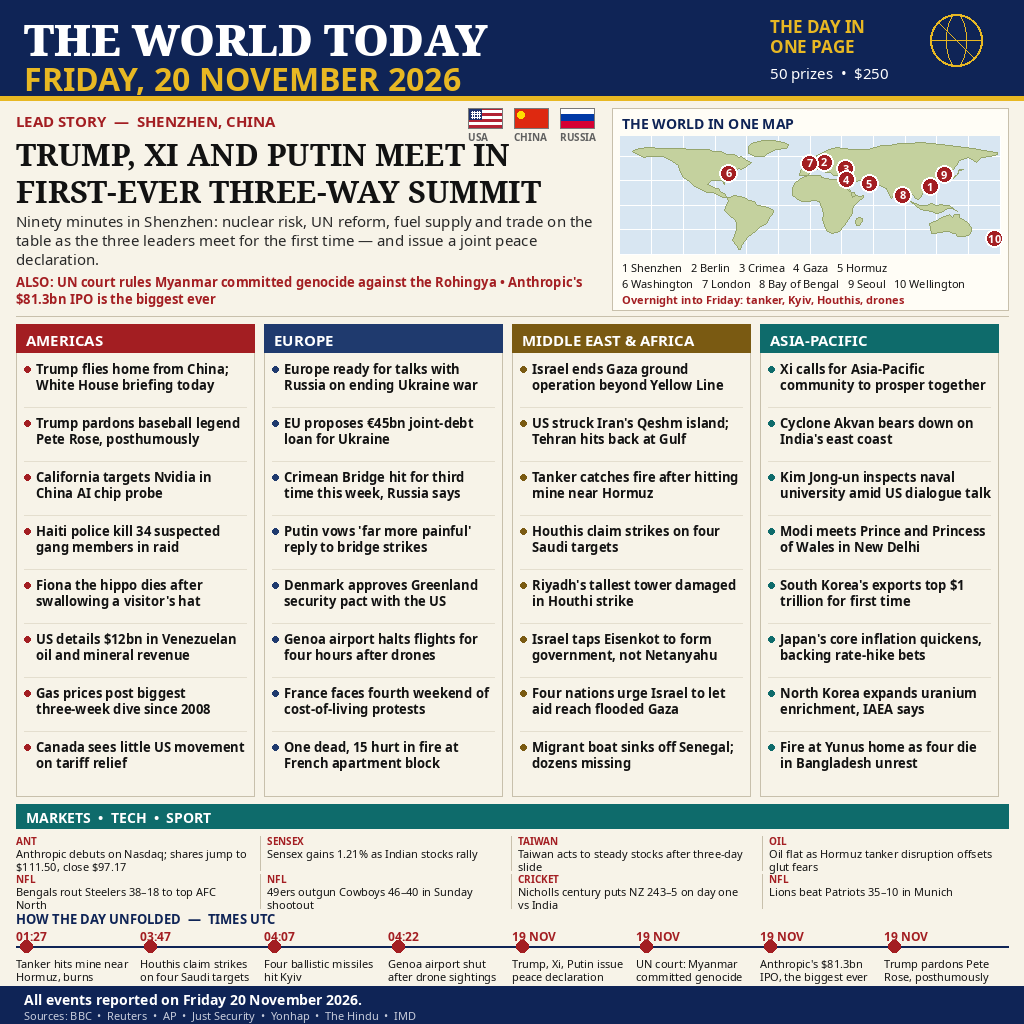 THE WORLD TODAY
FRIDAY, 20 NOVEMBER 2026
THE DAY IN
ONE PAGE
50 prizes • $250
LEAD STORY — SHENZHEN, CHINA
USA CHINA RUSSIA
TRUMP, XI AND PUTIN MEET IN
FIRST-EVER THREE-WAY SUMMIT
Ninety minutes in Shenzhen: nuclear risk, UN reform, fuel supply and trade on the
table as the three leaders meet for the first time — and issue a joint peace
declaration.
ALSO: UN court rules Myanmar committed genocide against the Rohingya • Anthropic's
$81.3bn IPO is the biggest ever
THE WORLD IN ONE MAP
6 7 2 3 4 5 8 1 9 10
1 Shenzhen 2 Berlin 3 Crimea 4 Gaza 5 Hormuz
6 Washington 7 London 8 Bay of Bengal 9 Seoul 10 Wellington
Overnight into Friday: tanker, Kyiv, Houthis, drones
AMERICAS
Trump flies home from China;
White House briefing today
Trump pardons baseball legend
Pete Rose, posthumously
California targets Nvidia in
China AI chip probe
Haiti police kill 34 suspected
gang members in raid
Fiona the hippo dies after
swallowing a visitor's hat
US details $12bn in Venezuelan
oil and mineral revenue
Gas prices post biggest
three-week dive since 2008
Canada sees little US movement
on tariff relief
EUROPE
Europe ready for talks with
Russia on ending Ukraine war
EU proposes €45bn joint-debt
loan for Ukraine
Crimean Bridge hit for third
time this week, Russia says
Putin vows 'far more painful'
reply to bridge strikes
Denmark approves Greenland
security pact with the US
Genoa airport halts flights for
four hours after drones
France faces fourth weekend of
cost-of-living protests
One dead, 15 hurt in fire at
French apartment block
MIDDLE EAST & AFRICA
Israel ends Gaza ground
operation beyond Yellow Line
US struck Iran's Qeshm island;
Tehran hits back at Gulf
Tanker catches fire after hitting
mine near Hormuz
Houthis claim strikes on four
Saudi targets
Riyadh's tallest tower damaged
in Houthi strike
Israel taps Eisenkot to form
government, not Netanyahu
Four nations urge Israel to let
aid reach flooded Gaza
Migrant boat sinks off Senegal;
dozens missing
ASIA-PACIFIC
Xi calls for Asia-Pacific
community to prosper together
Cyclone Akvan bears down on
India's east coast
Kim Jong-un inspects naval
university amid US dialogue talk
Modi meets Prince and Princess
of Wales in New Delhi
South Korea's exports top $1
trillion for first time
Japan's core inflation quickens,
backing rate-hike bets
North Korea expands uranium
enrichment, IAEA says
Fire at Yunus home as four die
in Bangladesh unrest
MARKETS • TECH • SPORT
ANT
Anthropic debuts on Nasdaq; shares jump to
$111.50, close $97.17
SENSEX
Sensex gains 1.21% as Indian stocks rally
TAIWAN
Taiwan acts to steady stocks after three-day
slide
OIL
Oil flat as Hormuz tanker disruption offsets
glut fears
NFL
Bengals rout Steelers 38–18 to top AFC
North
NFL
49ers outgun Cowboys 46–40 in Sunday
shootout
CRICKET
Nicholls century puts NZ 243–5 on day one
vs India
NFL
Lions beat Patriots 35–10 in Munich
HOW THE DAY UNFOLDED — TIMES UTC
01:27
Tanker hits mine near
Hormuz, burns
03:47
Houthis claim strikes
on four Saudi targets
04:07
Four ballistic missiles
hit Kyiv
04:22
Genoa airport shut
after drone sightings
19 NOV
Trump, Xi, Putin issue
peace declaration
19 NOV
UN court: Myanmar
committed genocide
19 NOV
Anthropic's $81.3bn
IPO, the biggest ever
19 NOV
Trump pardons Pete
Rose, posthumously
All events reported on Friday 20 November 2026.
Sources: BBC • Reuters • AP • Just Security • Yonhap • The Hindu • IMD